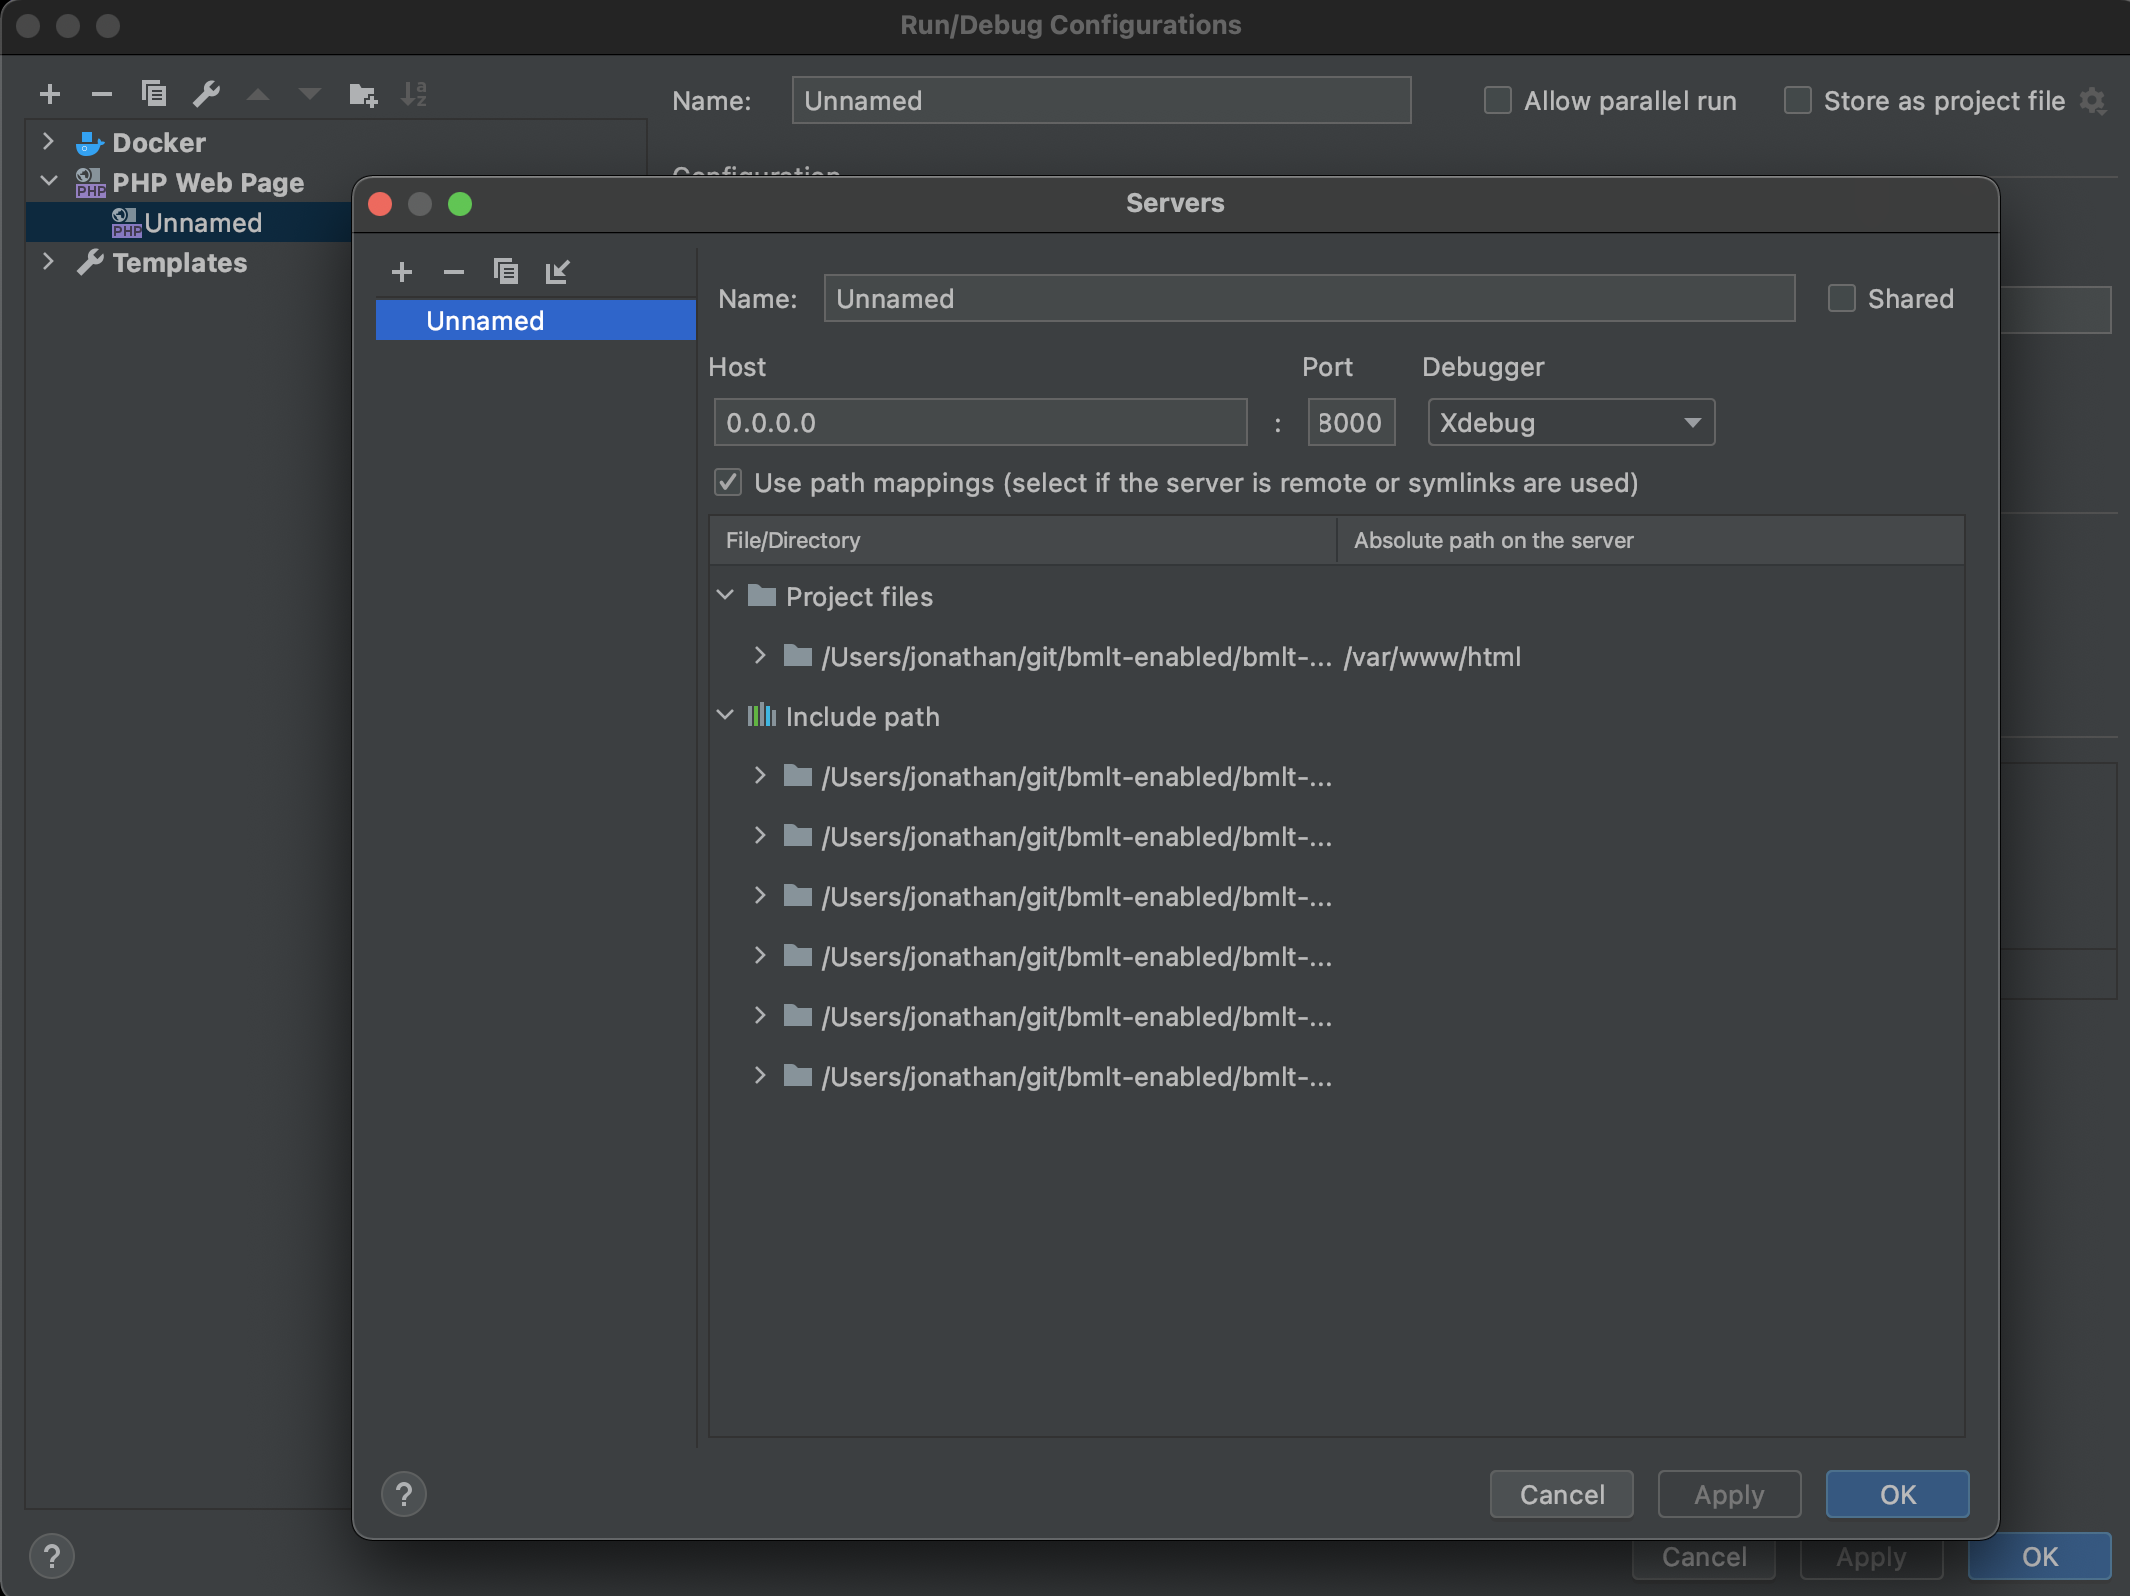 Run/Debug Configurations
Name: Unnamed Allow parallel run Store as project file
Docker
PHP Web Page
Unnamed
Templates
Configuration
Servers
Unnamed
Name: Unnamed Shared
Host Port Debugger
0.0.0.0 : 8000 Xdebug
Use path mappings (select if the server is remote or symlinks are used)
File/Directory Absolute path on the server
Project files
/Users/jonathan/git/bmlt-enabled/bmlt-... /var/www/html
Include path
/Users/jonathan/git/bmlt-enabled/bmlt-...
/Users/jonathan/git/bmlt-enabled/bmlt-...
/Users/jonathan/git/bmlt-enabled/bmlt-...
/Users/jonathan/git/bmlt-enabled/bmlt-...
/Users/jonathan/git/bmlt-enabled/bmlt-...
/Users/jonathan/git/bmlt-enabled/bmlt-...
? Cancel Apply OK
? Cancel Apply OK